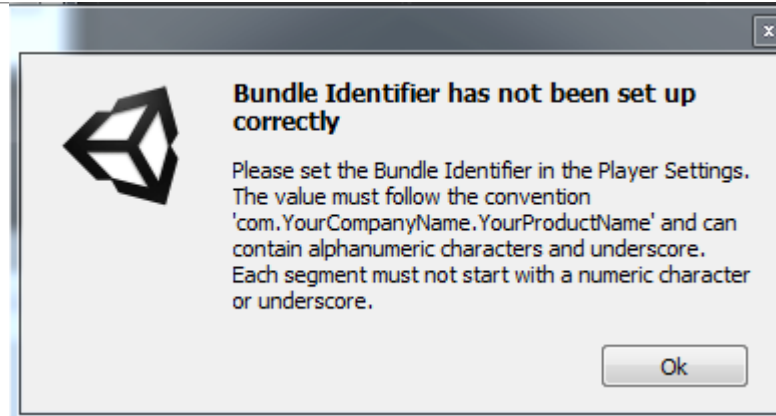 x
Bundle Identifier has not been set up
correctly
Please set the Bundle Identifier in the Player Settings.
The value must follow the convention
'com.YourCompanyName.YourProductName' and can
contain alphanumeric characters and underscore.
Each segment must not start with a numeric character
or underscore.
Ok